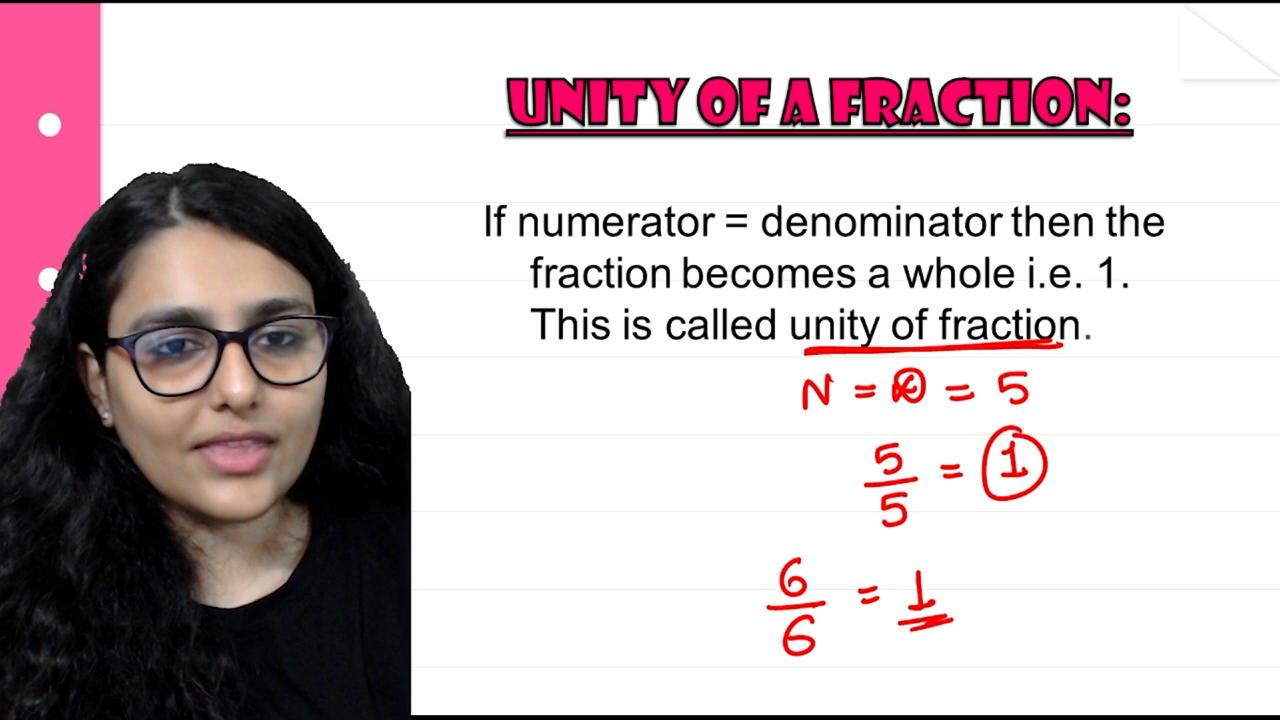 UNITY OF A FRACTION:
If numerator = denominator then the
fraction becomes a whole i.e. 1.
This is called unity of fraction.
N = = 5
5/5 = 1
6/6 = 1